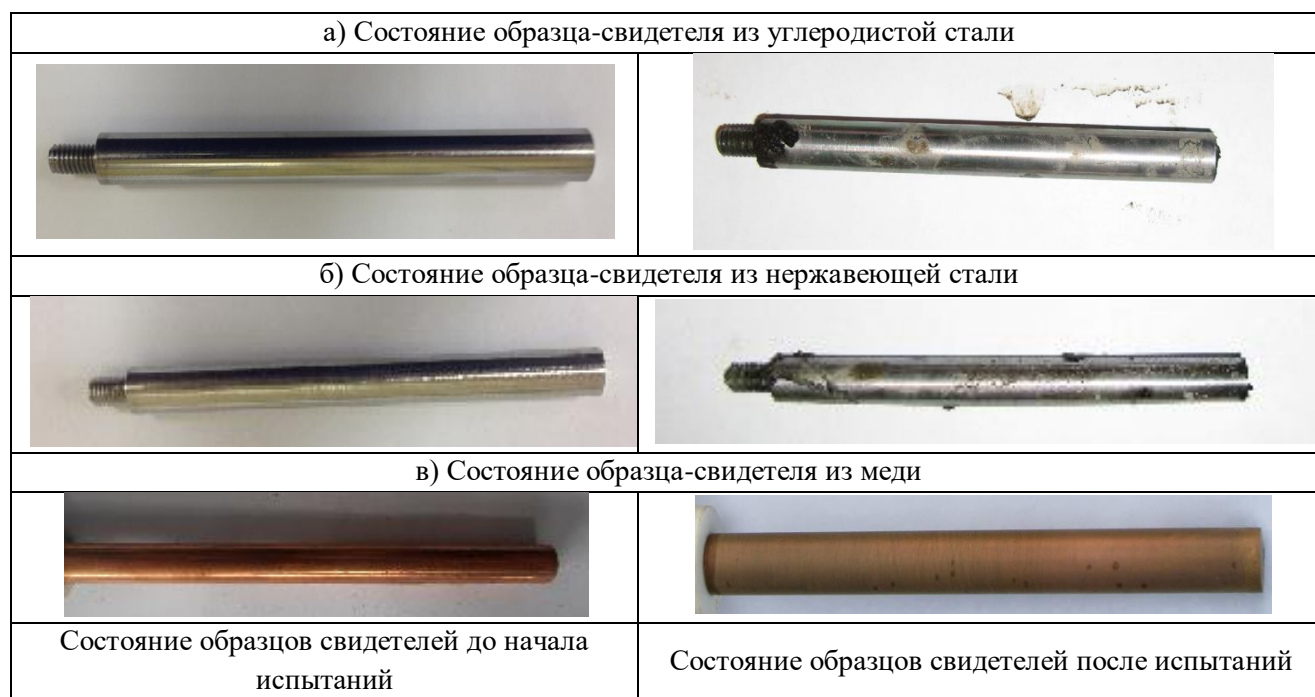 а) Состояние образца-свидетеля из углеродистой стали
б) Состояние образца-свидетеля из нержавеющей стали
в) Состояние образца-свидетеля из меди
Состояние образцов свидетелей до начала
испытаний
Состояние образцов свидетелей после испытаний